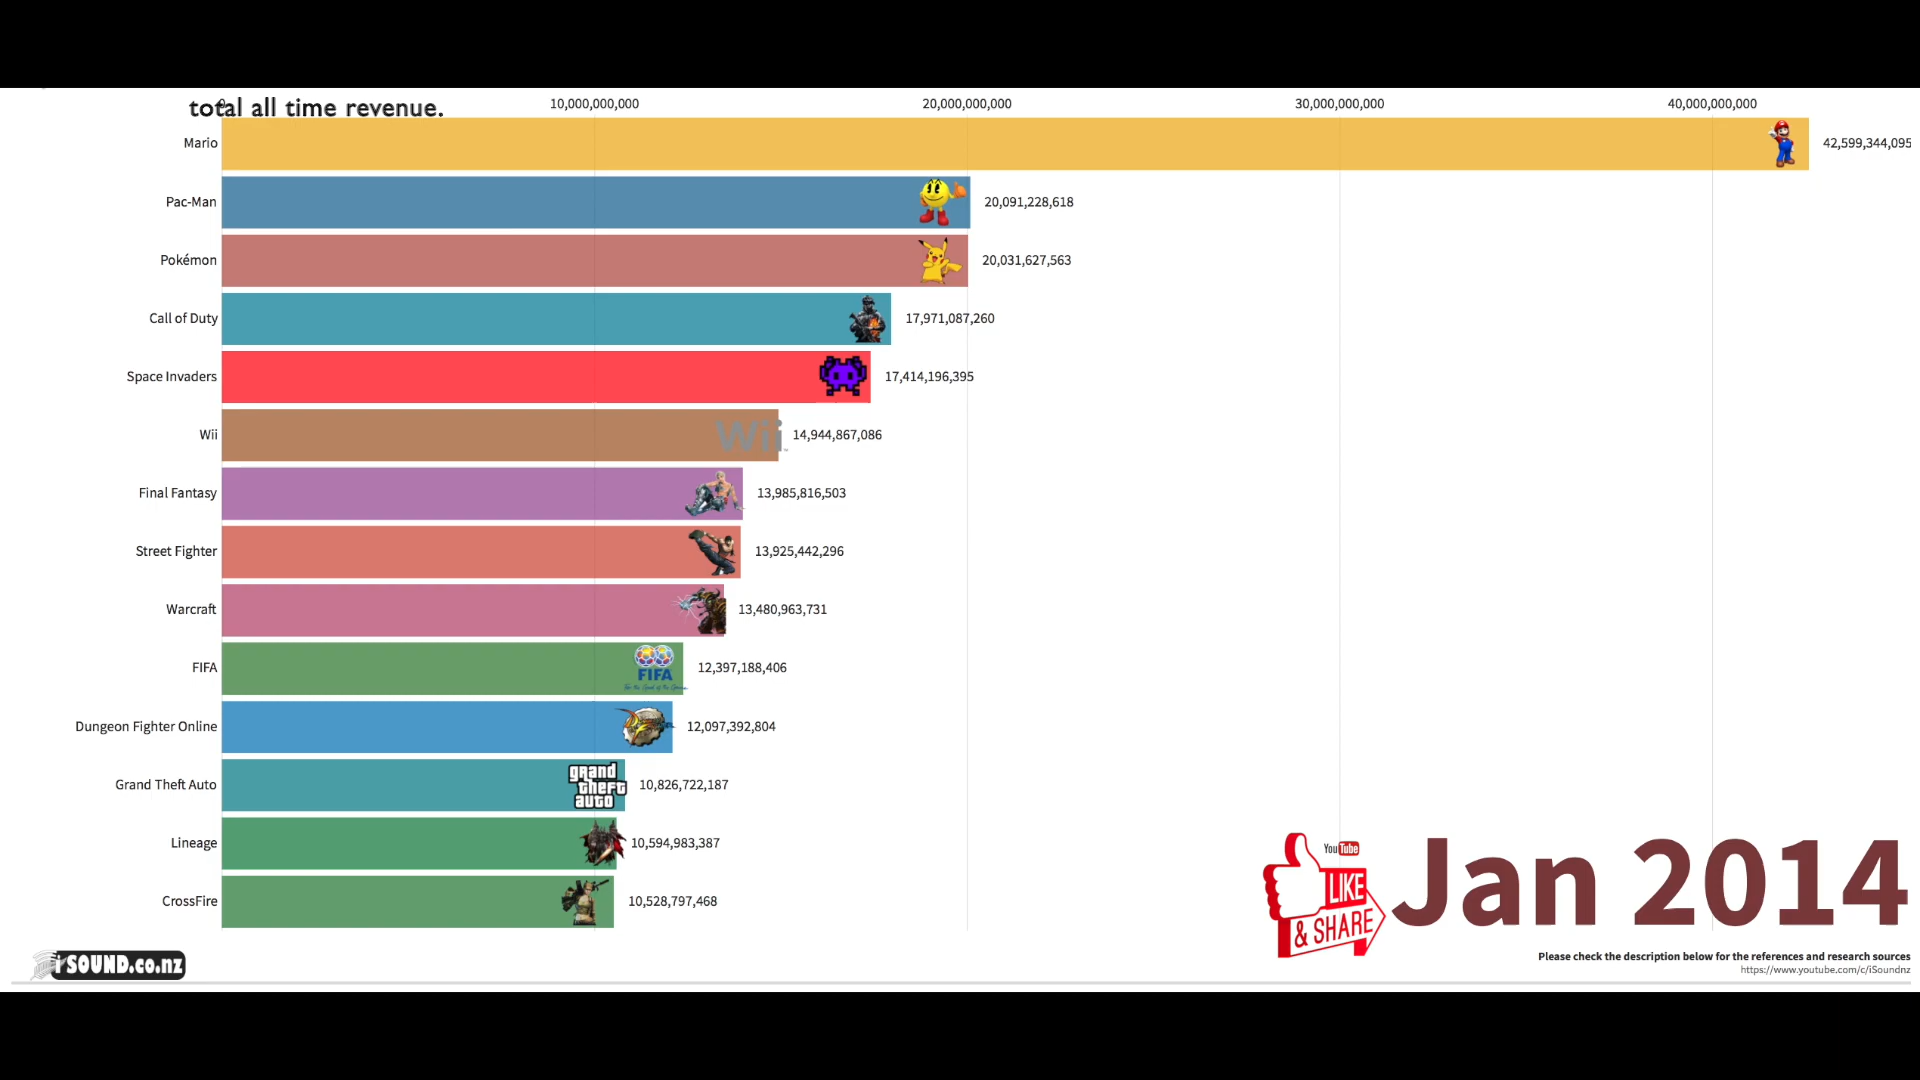 total all time revenue.
0 10,000,000,000 20,000,000,000 30,000,000,000 40,000,000,000
Mario 42,599,344,095
Pac-Man 20,091,228,618
Pokémon 20,031,627,563
Call of Duty 17,971,087,260
Space Invaders 17,414,196,395
Wii Wii 14,944,867,086
Final Fantasy 13,985,816,503
Street Fighter 13,925,442,296
Warcraft 13,480,963,731
FIFA FIFA 12,397,188,406
Dungeon Fighter Online 12,097,392,804
Grand Theft Auto grand theft auto 10,826,722,187
Lineage 10,594,983,387
CrossFire 10,528,797,468
YouTube
LIKE
& SHARE
Jan 2014
iSOUND.co.nz
Please check the description below for the references and research sources
https://www.youtube.com/c/iSoundnz